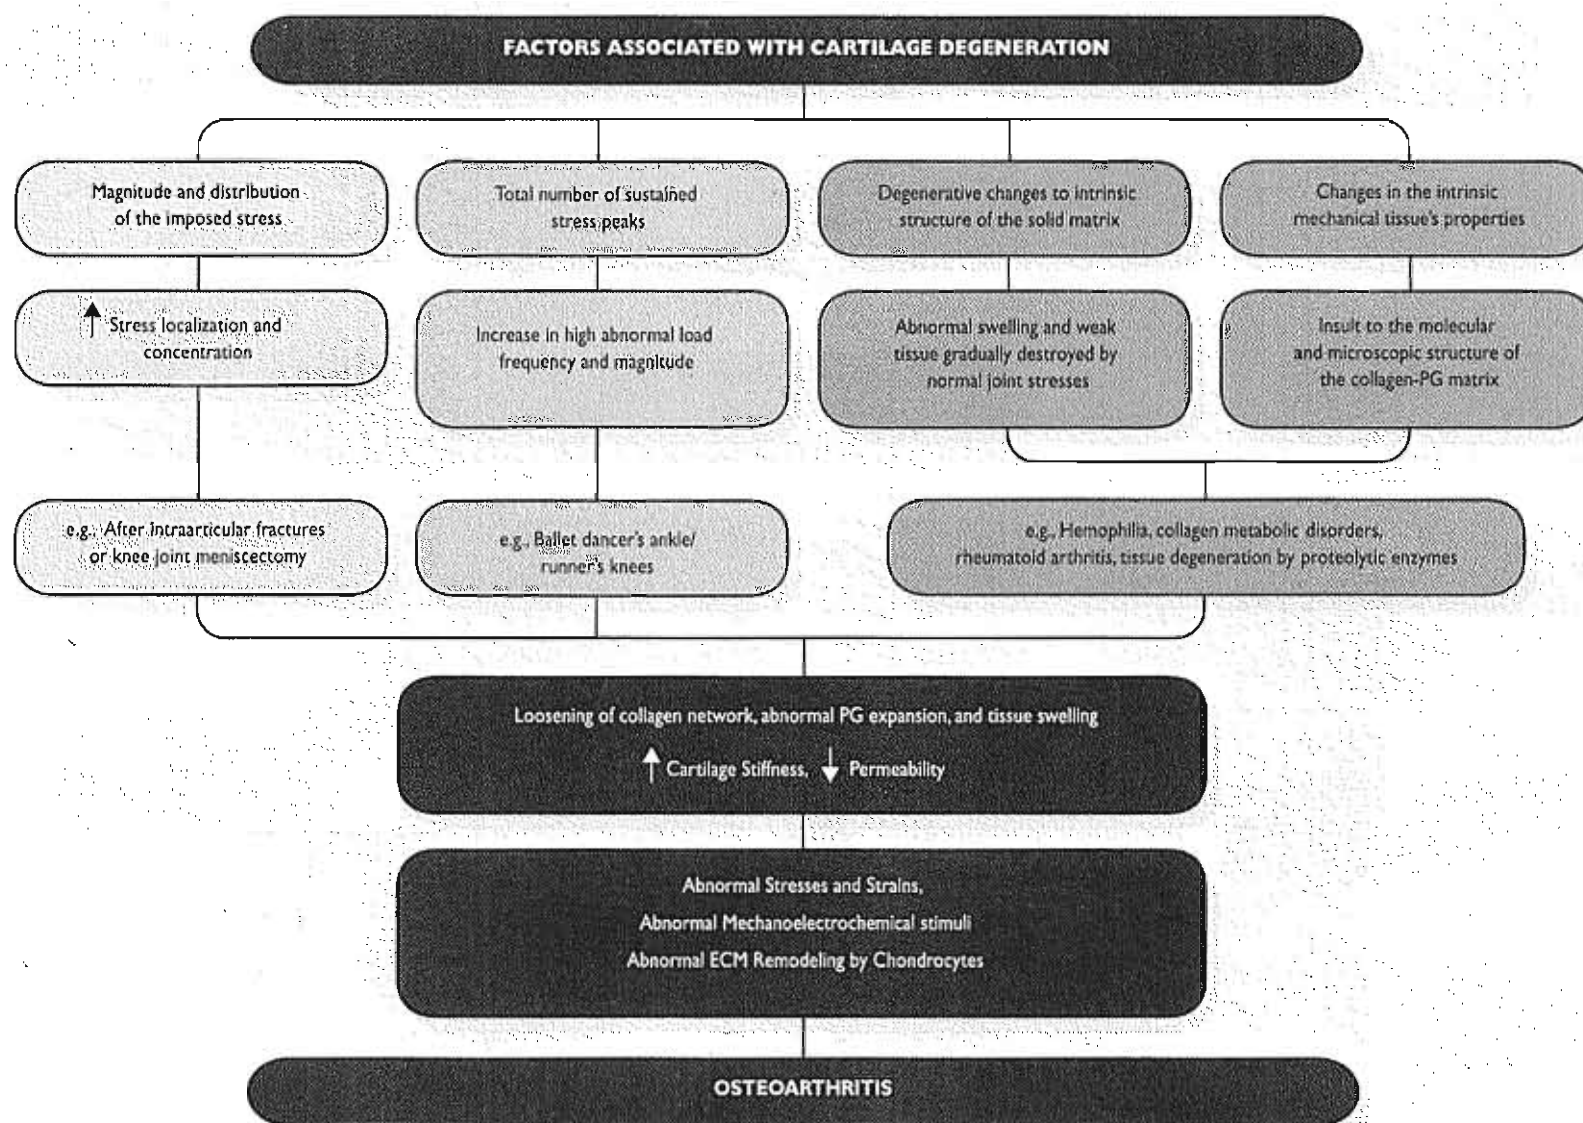 FACTORS ASSOCIATED WITH CARTILAGE DEGENERATION
Magnitude and distribution
of the imposed stress
Total number of sustained
stress peaks
Degenerative changes to intrinsic
structure of the solid matrix
Changes in the intrinsic
mechanical tissue's properties
↑ Stress localization and
concentration
Increase in high abnormal load
frequency and magnitude
Abnormal swelling and weak
tissue gradually destroyed by
normal joint stresses
Insult to the molecular
and microscopic structure of
the collagen-PG matrix
e.g., After intraarticular fractures
or knee joint meniscectomy
e.g., Ballet dancer's ankle/
runner's knees
e.g., Hemophilia, collagen metabolic disorders,
rheumatoid arthritis, tissue degeneration by proteolytic enzymes
Loosening of collagen network, abnormal PG expansion, and tissue swelling
↑ Cartilage Stiffness, ↓ Permeability
Abnormal Stresses and Strains,
Abnormal Mechanoelectrochemical stimuli
Abnormal ECM Remodeling by Chondrocytes
OSTEOARTHRITIS